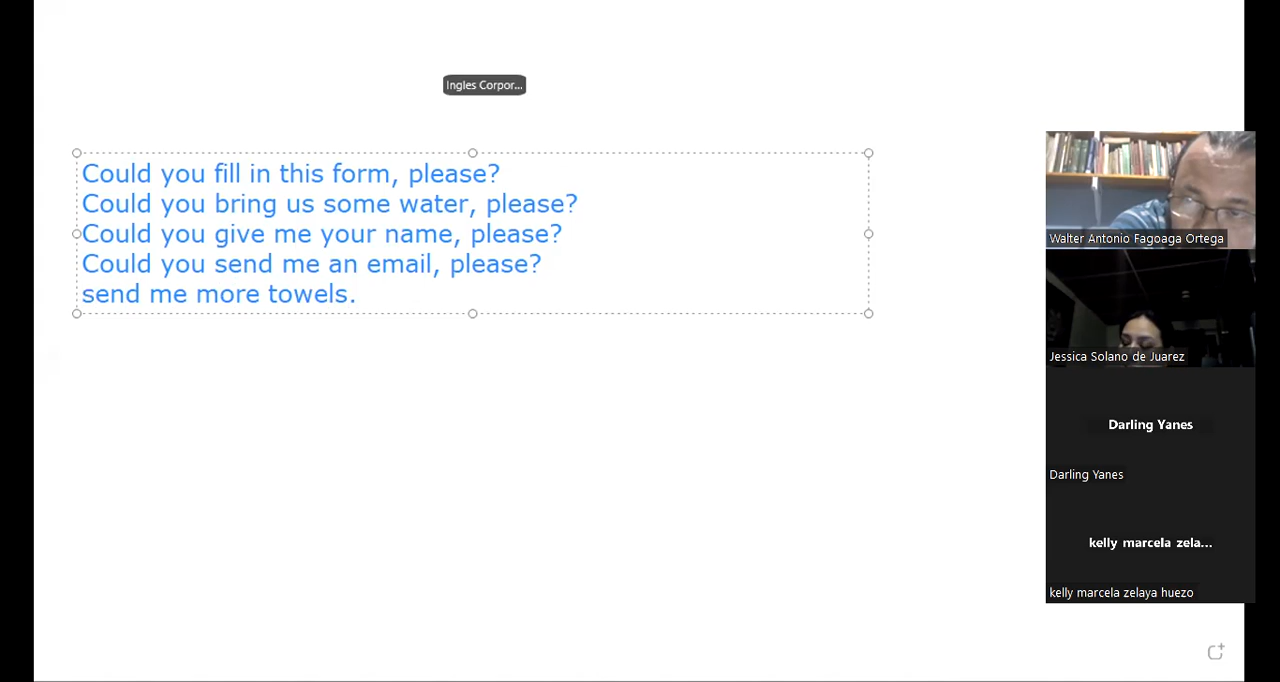 Ingles Corpor...
Could you fill in this form, please?
Could you bring us some water, please?
Could you give me your name, please?
Could you send me an email, please?
send me more towels.
Walter Antonio Fagoaga Ortega
Jessica Solano de Juarez
Darling Yanes
Darling Yanes
kelly marcela zela...
kelly marcela zelaya huezo